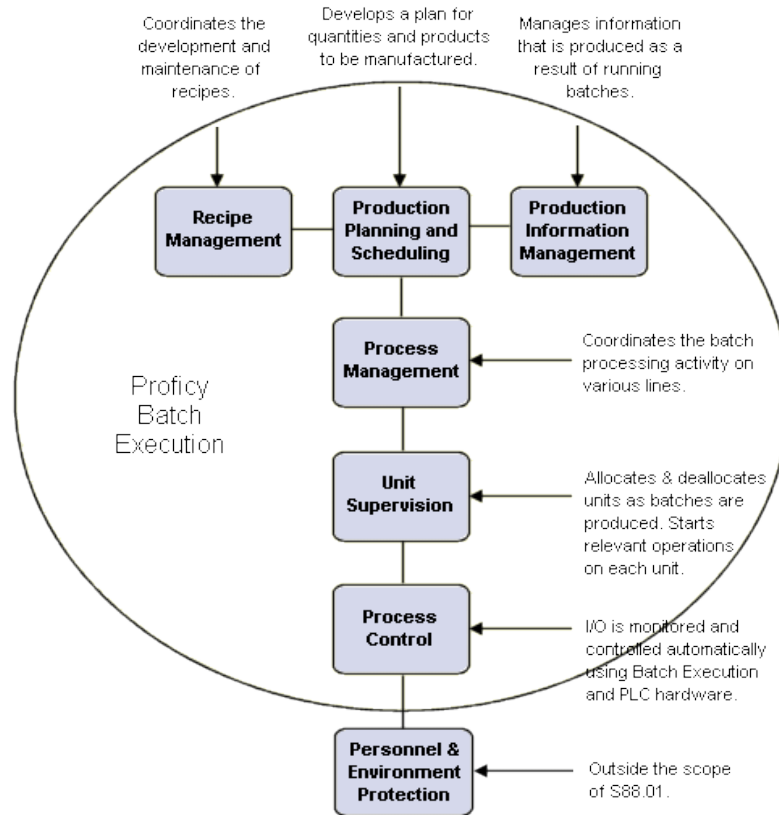 Coordinates the
development and
maintenance of
recipes.
Develops a plan for
quantities and products
to be manufactured.
Manages information
that is produced as a
result of running
batches.
Recipe
Management
Production
Planning and
Scheduling
Production
Information
Management
Process
Management
Coordinates the batch
processing activity on
various lines.
Proficy
Batch
Execution
Unit
Supervision
Allocates & deallocates
units as batches are
produced. Starts
relevant operations
on each unit.
Process
Control
I/O is monitored and
controlled automatically
using Batch Execution
and PLC hardware.
Personnel &
Environment
Protection
Outside the scope
of S88.01.